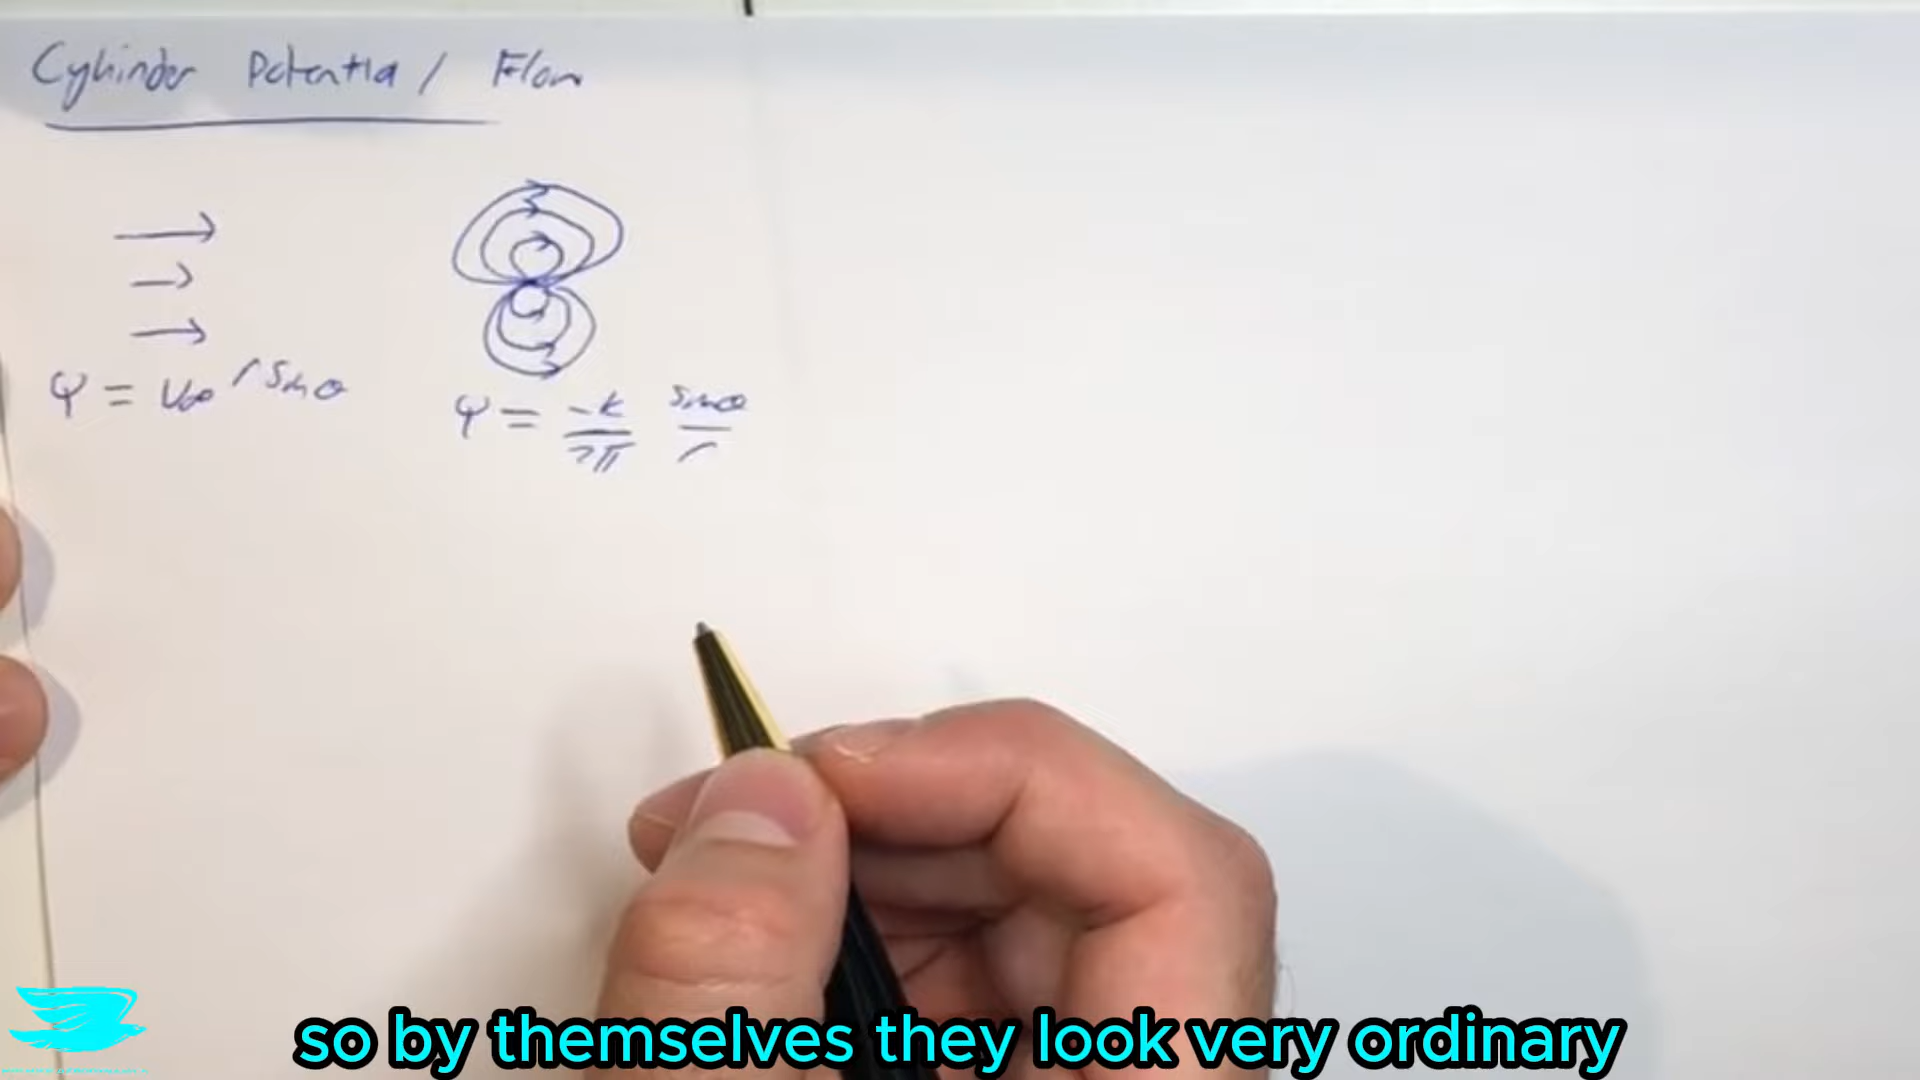 Cylinder Potential Flow
Ψ = V∞ r sinθ
Ψ = -K/2π sinθ/r
so by themselves they look very ordinary